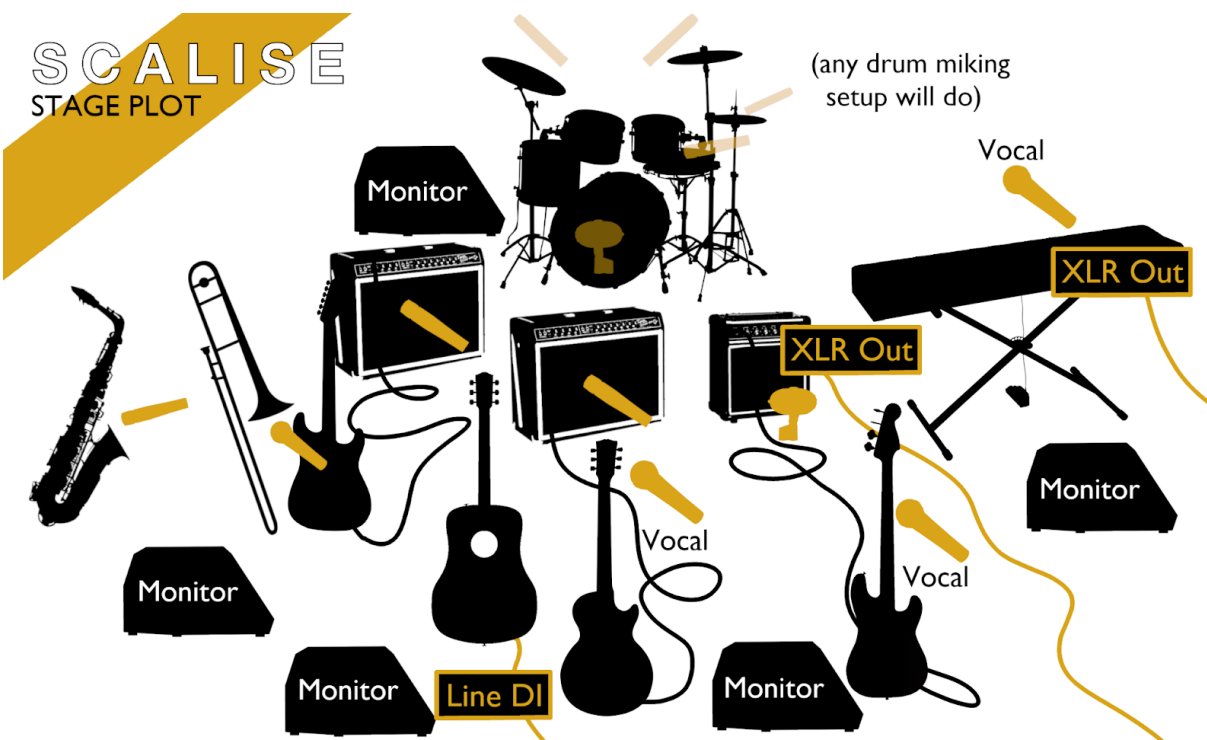 SCALISE
STAGE PLOT
(any drum miking
setup will do)
Vocal
Monitor
XLR Out
XLR Out
Monitor
Vocal
Vocal
Monitor
Monitor
Line DI
Monitor